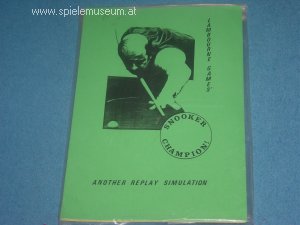 www.spielemuseum.at
LAMBOURNE GAMES
SNOOKER
CHAMPION!
ANOTHER REPLAY SIMULATION